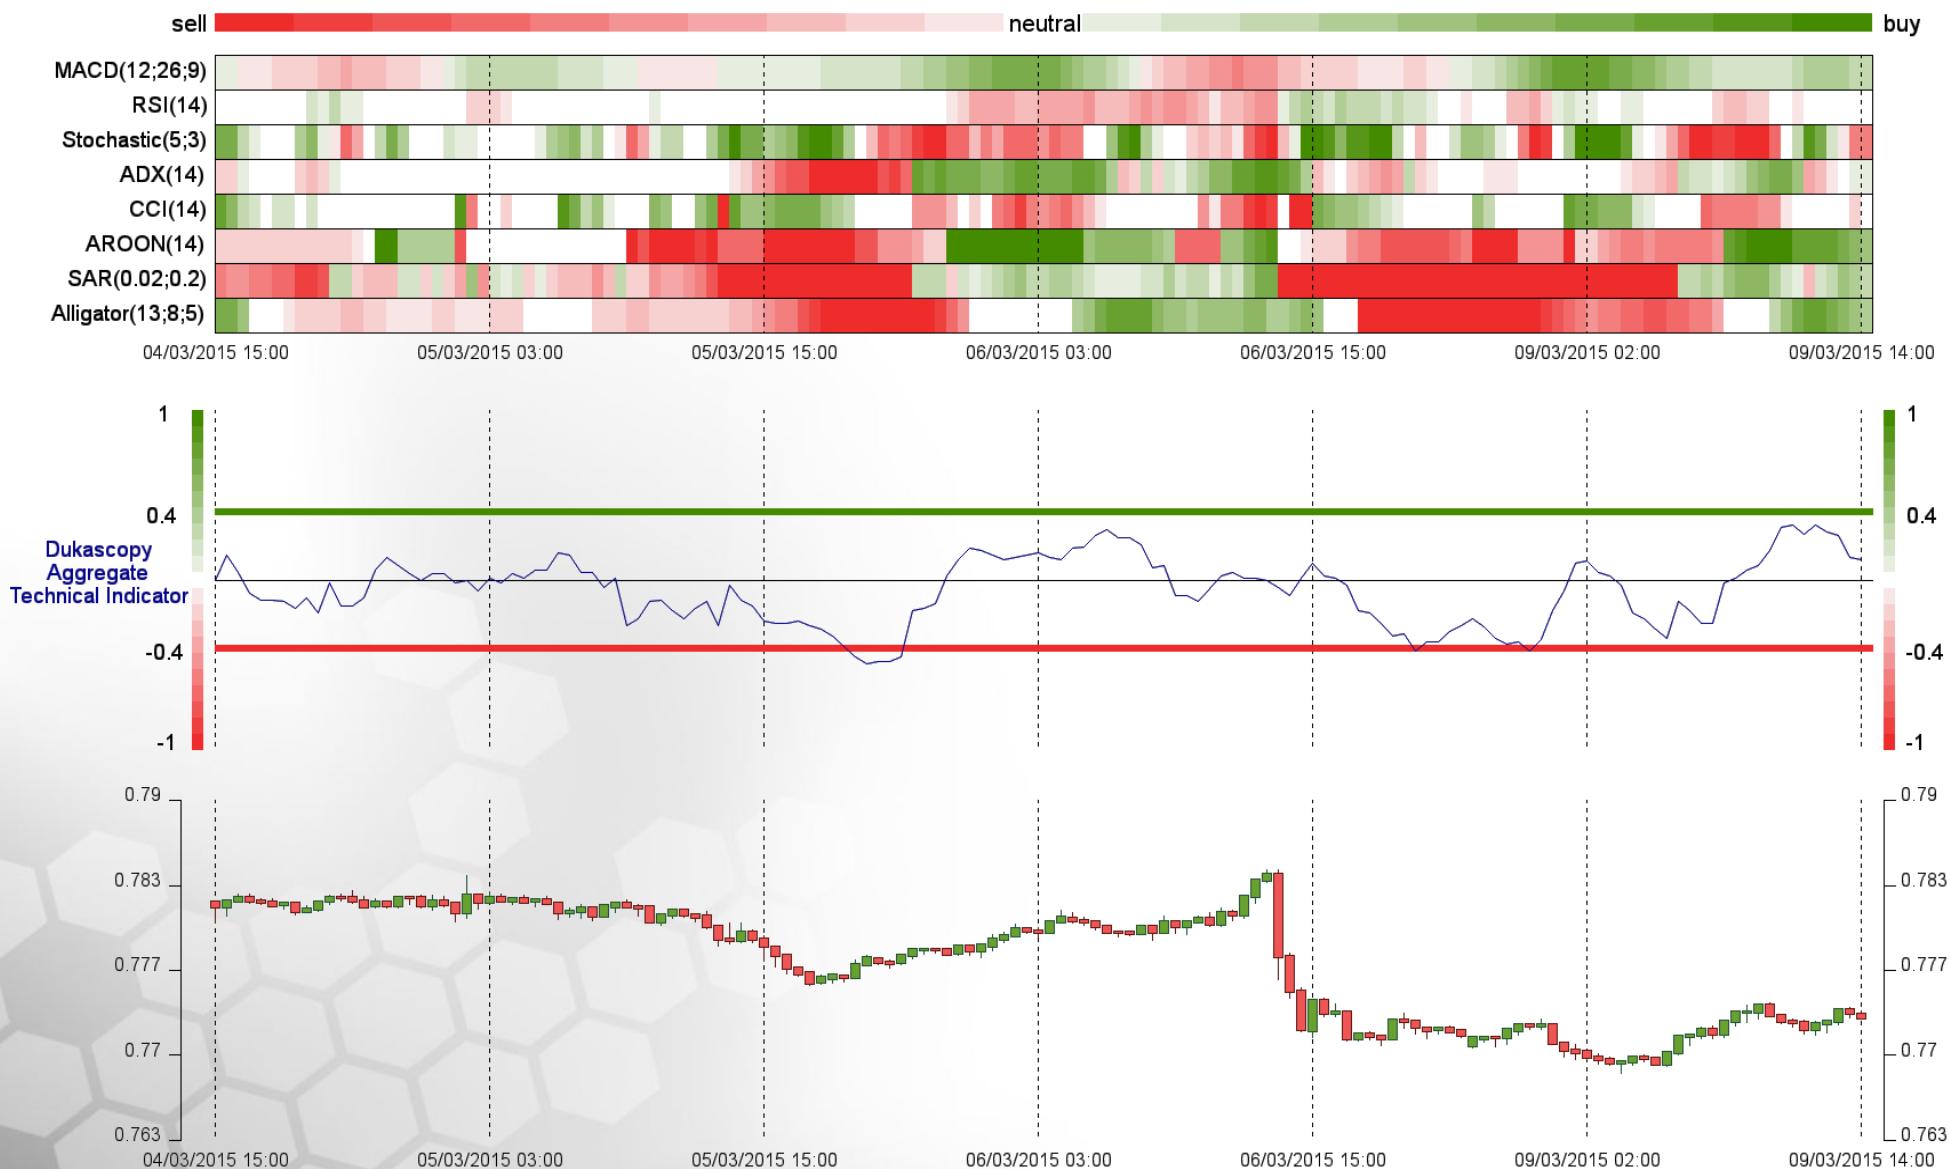 sell neutral buy
MACD(12;26;9)
RSI(14)
Stochastic(5;3)
ADX(14)
CCI(14)
AROON(14)
SAR(0.02;0.2)
Alligator(13;8;5)
04/03/2015 15:00 05/03/2015 03:00 05/03/2015 15:00 06/03/2015 03:00 06/03/2015 15:00 09/03/2015 02:00 09/03/2015 14:00
1 1
0.4 0.4
Dukascopy
Aggregate
Technical Indicator
-0.4 -0.4
-1 -1
0.79 0.79
0.783 0.783
0.777 0.777
0.77 0.77
0.763 0.763
04/03/2015 15:00 05/03/2015 03:00 05/03/2015 15:00 06/03/2015 03:00 06/03/2015 15:00 09/03/2015 02:00 09/03/2015 14:00